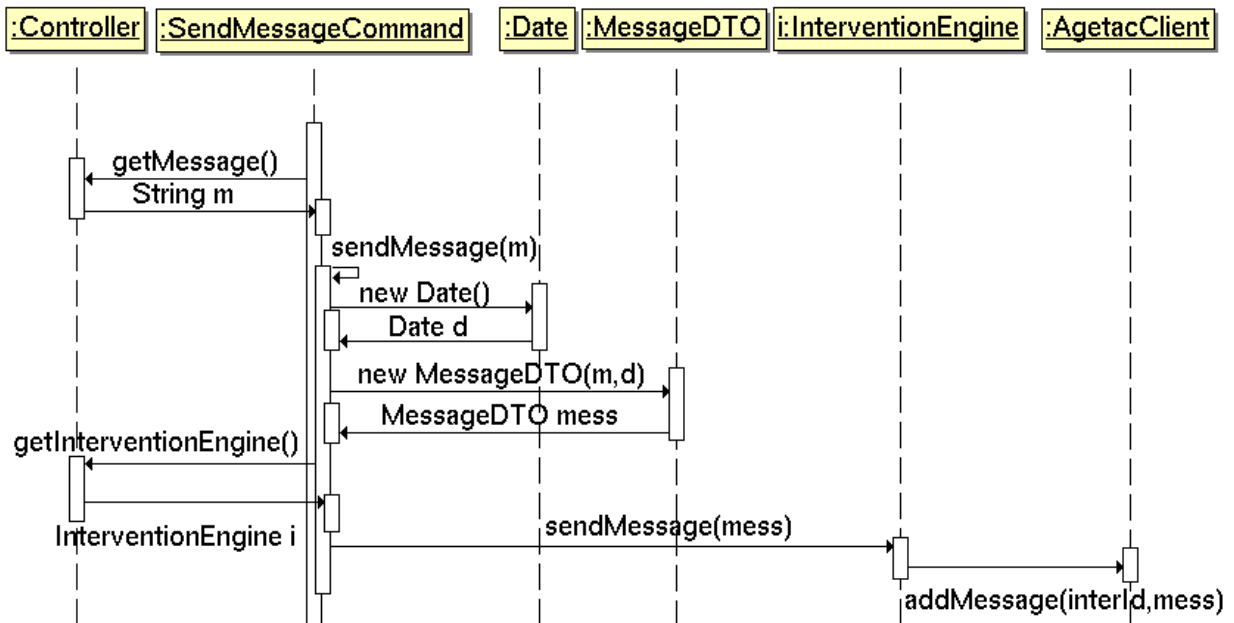 :Controller
:SendMessageCommand
:Date
:MessageDTO
i:InterventionEngine
:AgetacClient
getMessage()
String m
sendMessage(m)
new Date()
Date d
new MessageDTO(m,d)
MessageDTO mess
getInterventionEngine()
InterventionEngine i
sendMessage(mess)
addMessage(interId,mess)